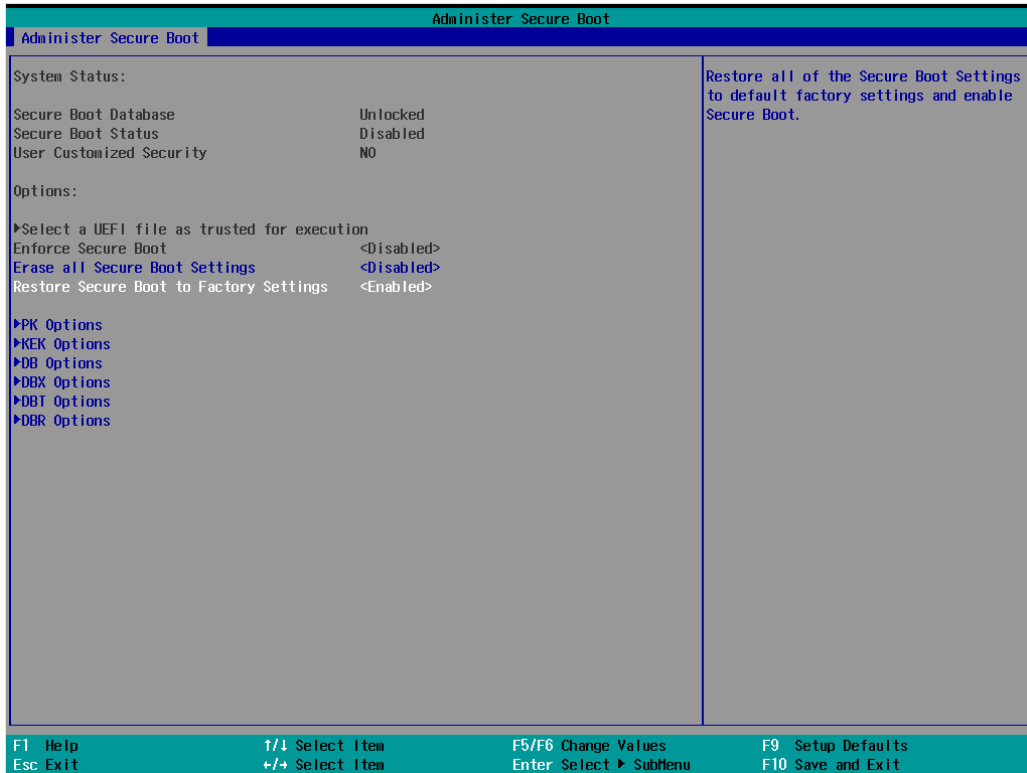 Administer Secure Boot
Administer Secure Boot
System Status:
Secure Boot Database Unlocked
Secure Boot Status Disabled
User Customized Security NO
Options:
▶Select a UEFI file as trusted for execution
Enforce Secure Boot <Disabled>
Erase all Secure Boot Settings <Disabled>
Restore Secure Boot to Factory Settings <Enabled>
▶PK Options
▶KEK Options
▶DB Options
▶DBX Options
▶DBT Options
▶DBR Options
Restore all of the Secure Boot Settings
to default factory settings and enable
Secure Boot.
F1 Help ↑/↓ Select Item F5/F6 Change Values F9 Setup Defaults
Esc Exit ←/→ Select Item Enter Select ▶ SubMenu F10 Save and Exit